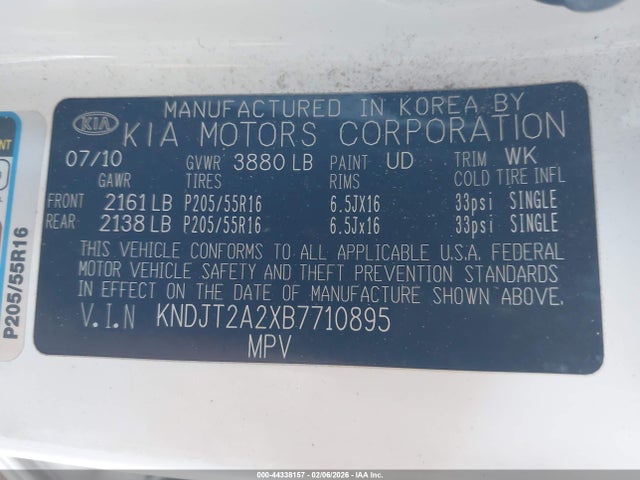 MANUFACTURED IN KOREA BY
KIA KIA MOTORS CORPORATION
07/10 GVWR 3880 LB PAINT UD TRIM WK
GAWR TIRES RIMS COLD TIRE INFL
FRONT 2161 LB P205/55R16 6.5JX16 33psi SINGLE
REAR 2138 LB P205/55R16 6.5Jx16 33psi SINGLE
THIS VEHICLE CONFORMS TO ALL APPLICABLE U.S.A. FEDERAL
MOTOR VEHICLE SAFETY AND THEFT PREVENTION STANDARDS
IN EFFECT ON THE DATE OF MANUFACTURE SHOWN ABOVE.
V.I.N KNDJT2A2XB7710895
MPV
P205/55R16
000-44338157 - 02/06/2026 - IAAI.COM